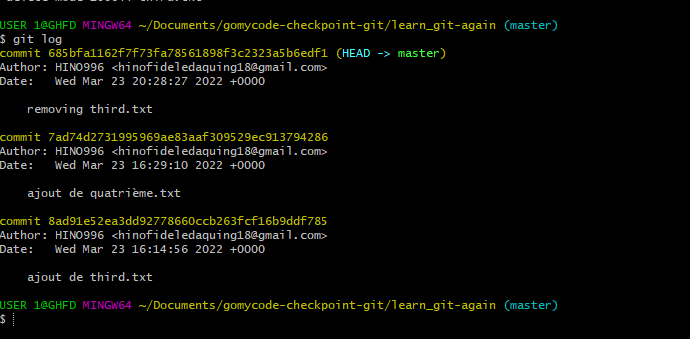 USER 1@GHFD MINGW64 ~/Documents/gomycode-checkpoint-git/learn_git-again (master)
$ git log
commit 685bfa1162f7f73fa78561898f3c2323a5b6edf1 (HEAD -> master)
Author: HINO996 <hinofideledaquing18@gmail.com>
Date:   Wed Mar 23 20:28:27 2022 +0000
    removing third.txt
commit 7ad74d2731995969ae83aaf309529ec913794286
Author: HINO996 <hinofideledaquing18@gmail.com>
Date:   Wed Mar 23 16:29:10 2022 +0000
    ajout de quatrième.txt
commit 8ad91e52ea3dd92778660ccb263fcf16b9ddf785
Author: HINO996 <hinofideledaquing18@gmail.com>
Date:   Wed Mar 23 16:14:56 2022 +0000
    ajout de third.txt
USER 1@GHFD MINGW64 ~/Documents/gomycode-checkpoint-git/learn_git-again (master)
$